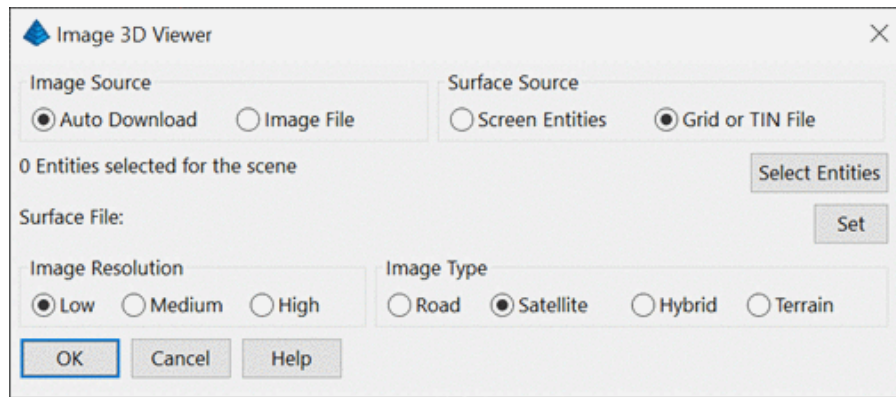 Image 3D Viewer
Image Source Surface Source
Auto Download Image File Screen Entities Grid or TIN File
0 Entities selected for the scene Select Entities
Surface File: Set
Image Resolution Image Type
Low Medium High Road Satellite Hybrid Terrain
OK Cancel Help